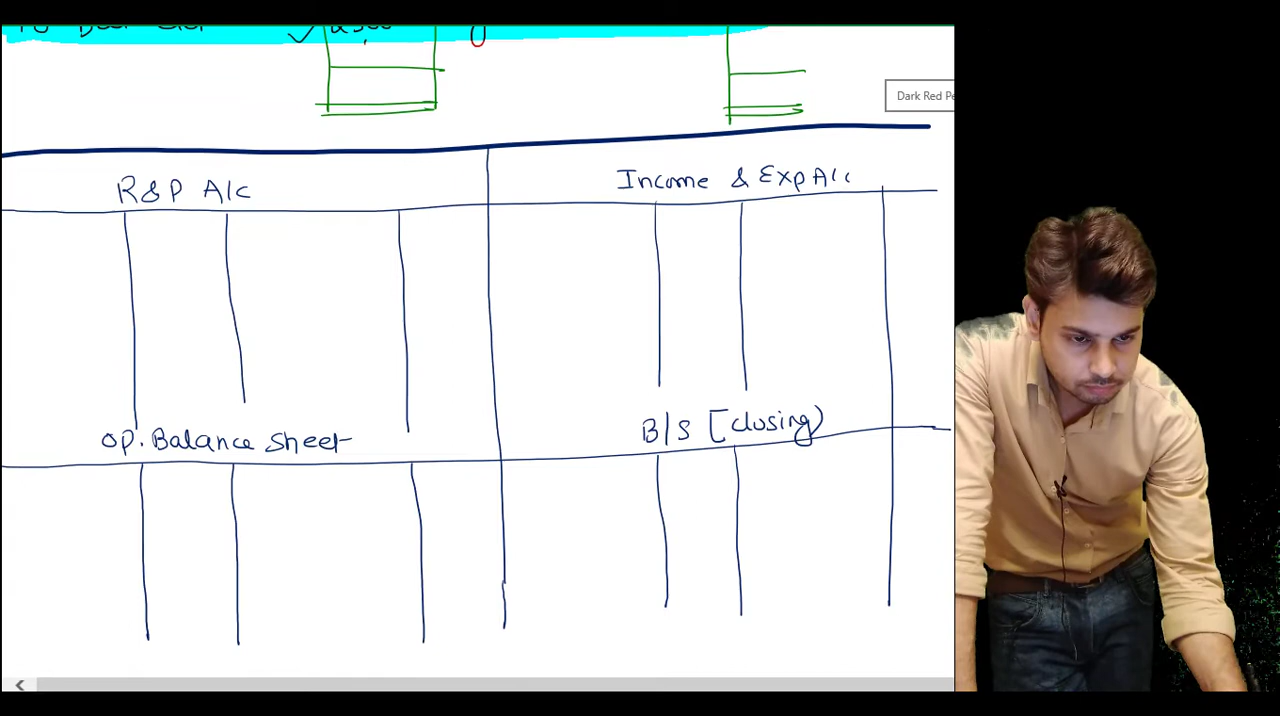 Dark Red Pe
R&P A/c
Income & Exp A/c
Op. Balance Sheet
B/S [closing)